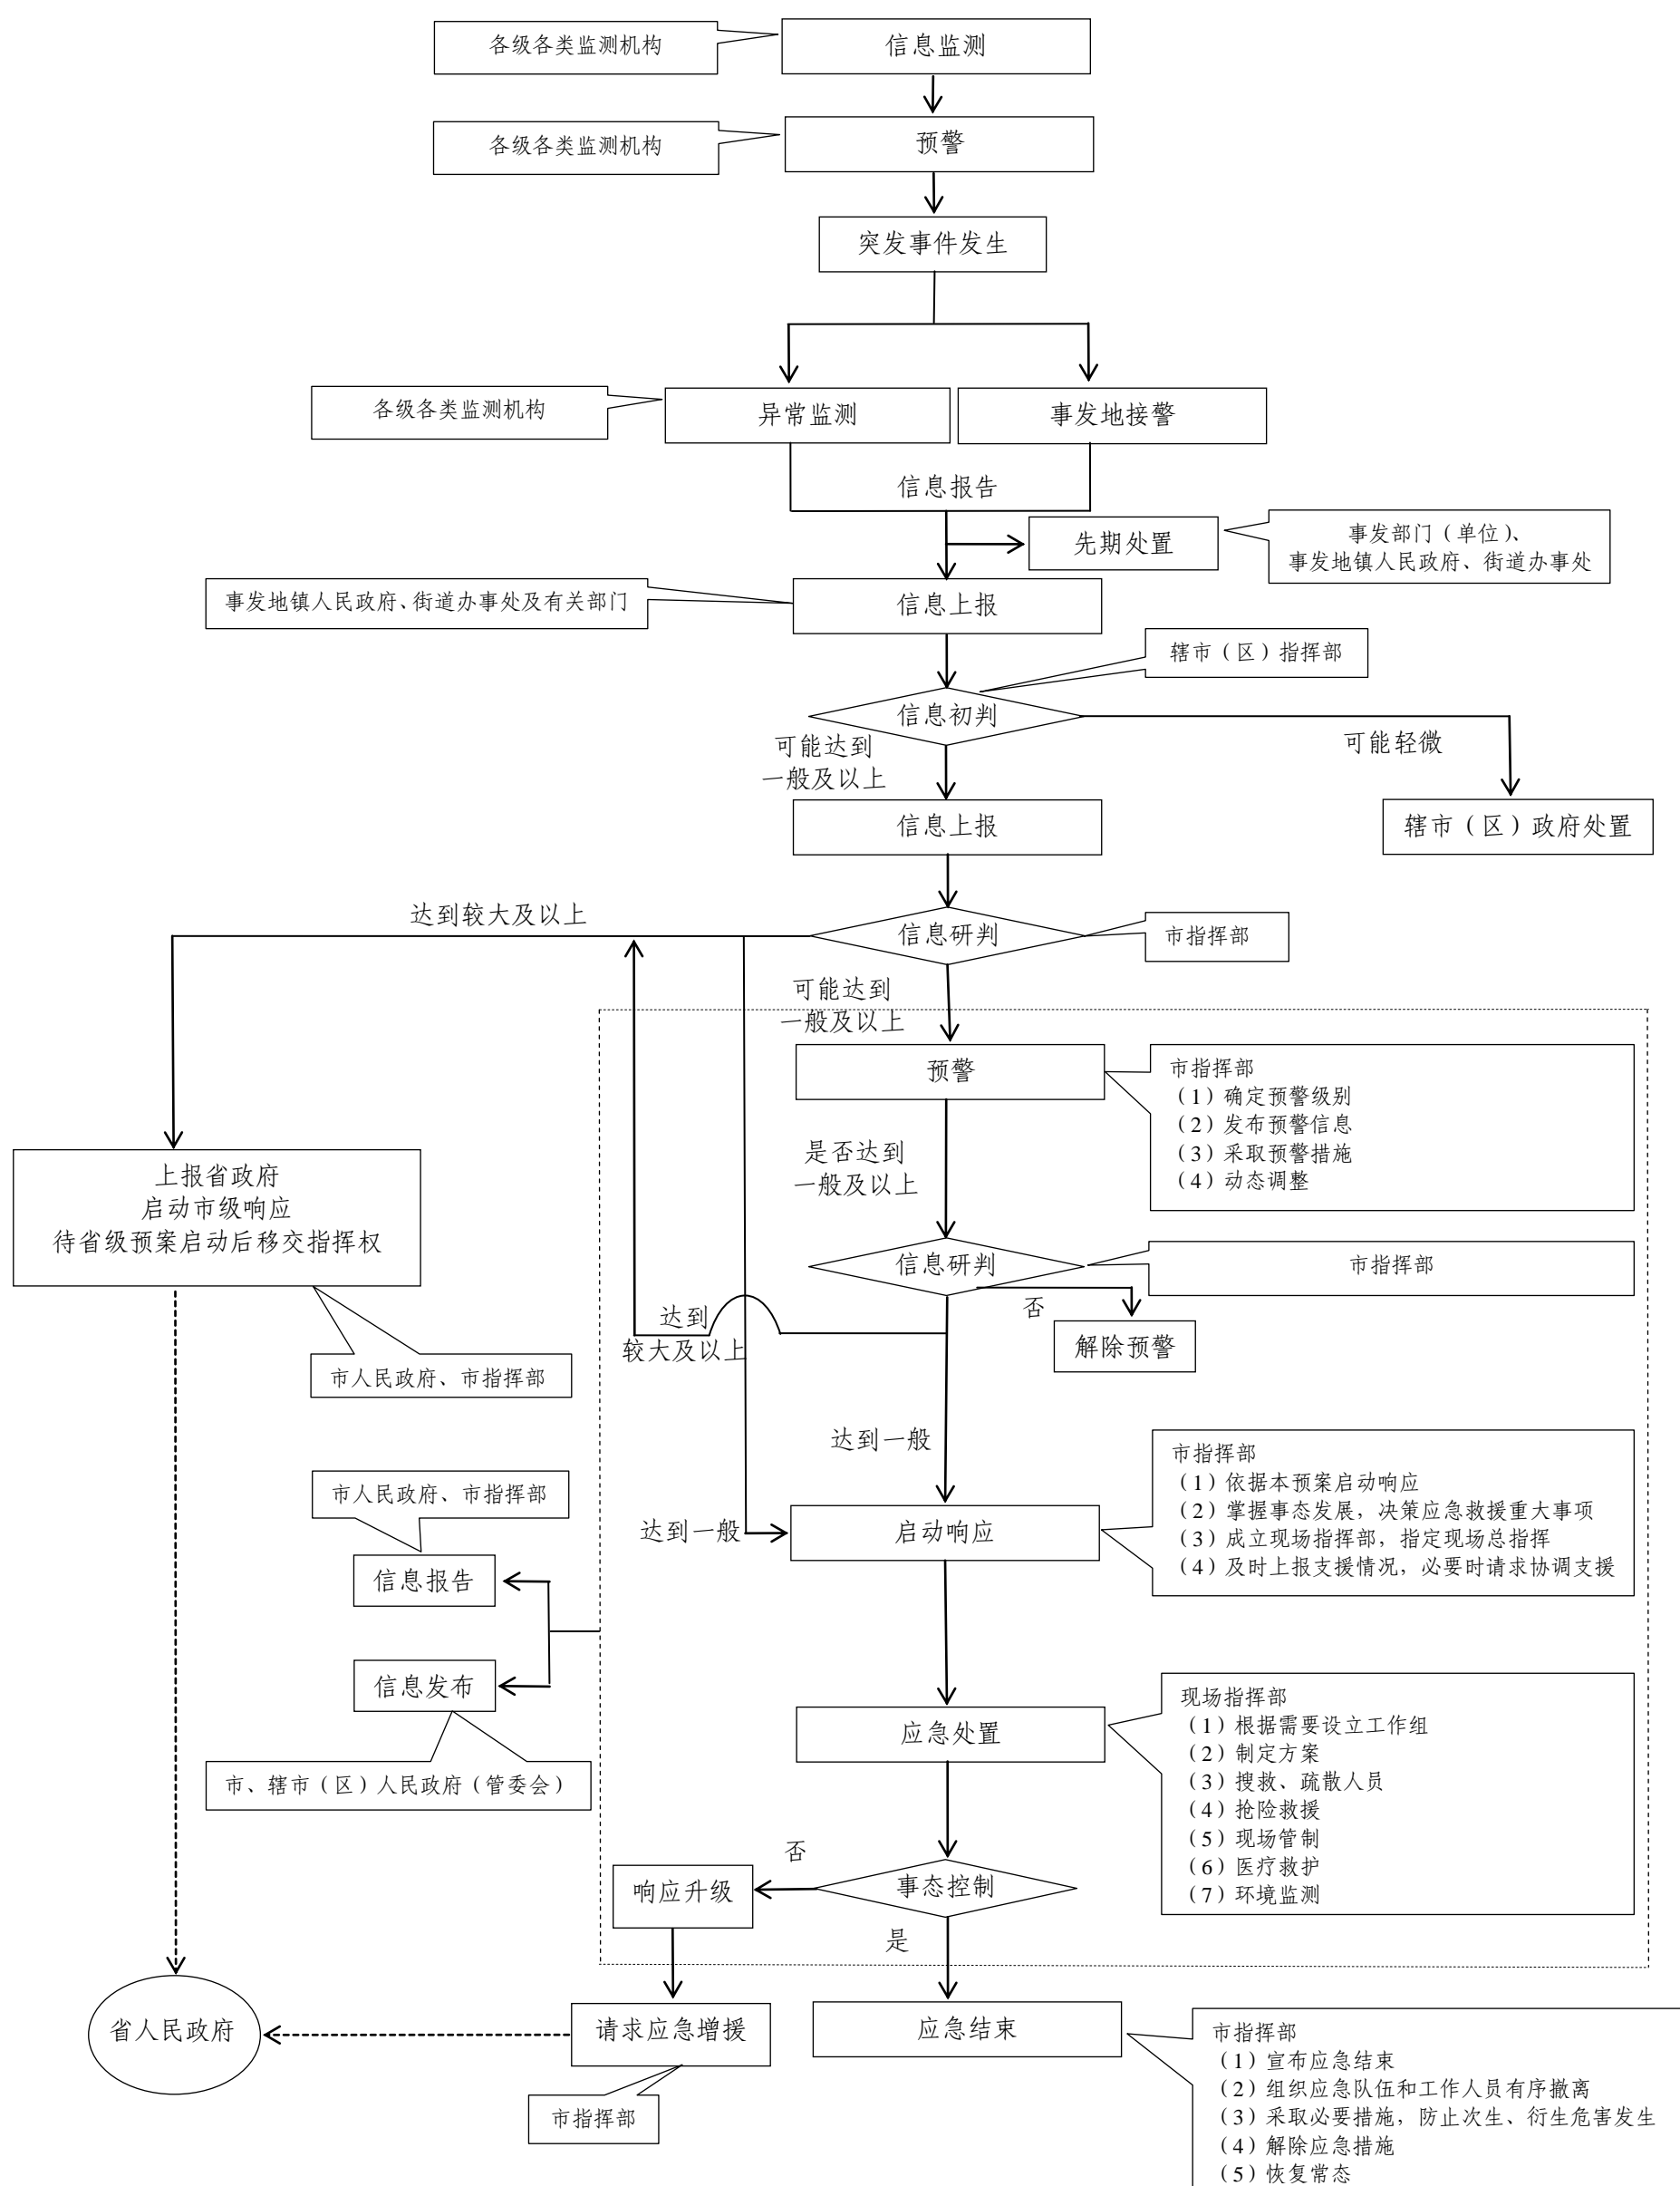 各级各类监测机构
信息监测
各级各类监测机构
预警
突发事件发生
各级各类监测机构
异常监测
事发地接警
信息报告
先期处置
事发部门（单位）、
事发地镇人民政府、街道办事处
事发地镇人民政府、街道办事处及有关部门
信息上报
辖市（区）指挥部
信息初判
可能达到
一般及以上
可能轻微
信息上报
辖市（区）政府处置
达到较大及以上
信息研判
市指挥部
可能达到
一般及以上
预警
市指挥部
（1）确定预警级别
（2）发布预警信息
（3）采取预警措施
（4）动态调整
是否达到
一般及以上
上报省政府
启动市级响应
待省级预案启动后移交指挥权
信息研判
市指挥部
否
达到
较大及以上
解除预警
市人民政府、市指挥部
达到一般
市指挥部
（1）依据本预案启动响应
（2）掌握事态发展，决策应急救援重大事项
（3）成立现场指挥部，指定现场总指挥
（4）及时上报支援情况，必要时请求协调支援
市人民政府、市指挥部
达到一般
启动响应
信息报告
信息发布
市、辖市（区）人民政府（管委会）
应急处置
现场指挥部
（1）根据需要设立工作组
（2）制定方案
（3）搜救、疏散人员
（4）抢险救援
（5）现场管制
（6）医疗救护
（7）环境监测
否
响应升级
事态控制
是
省人民政府
请求应急增援
应急结束
市指挥部
市指挥部
（1）宣布应急结束
（2）组织应急队伍和工作人员有序撤离
（3）采取必要措施，防止次生、衍生危害发生
（4）解除应急措施
（5）恢复常态